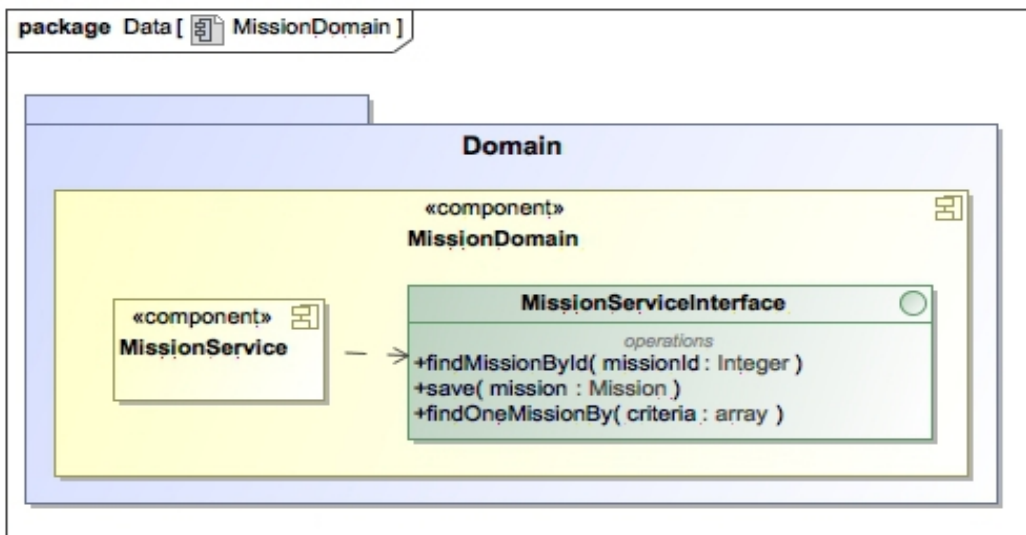 package Data [ MissionDomain ]
Domain
«component»
MissionDomain
«component»
MissionService
MissionServiceInterface
operations
+findMissionById( missionId : Integer )
+save( mission : Mission )
+findOneMissionBy( criteria : array )